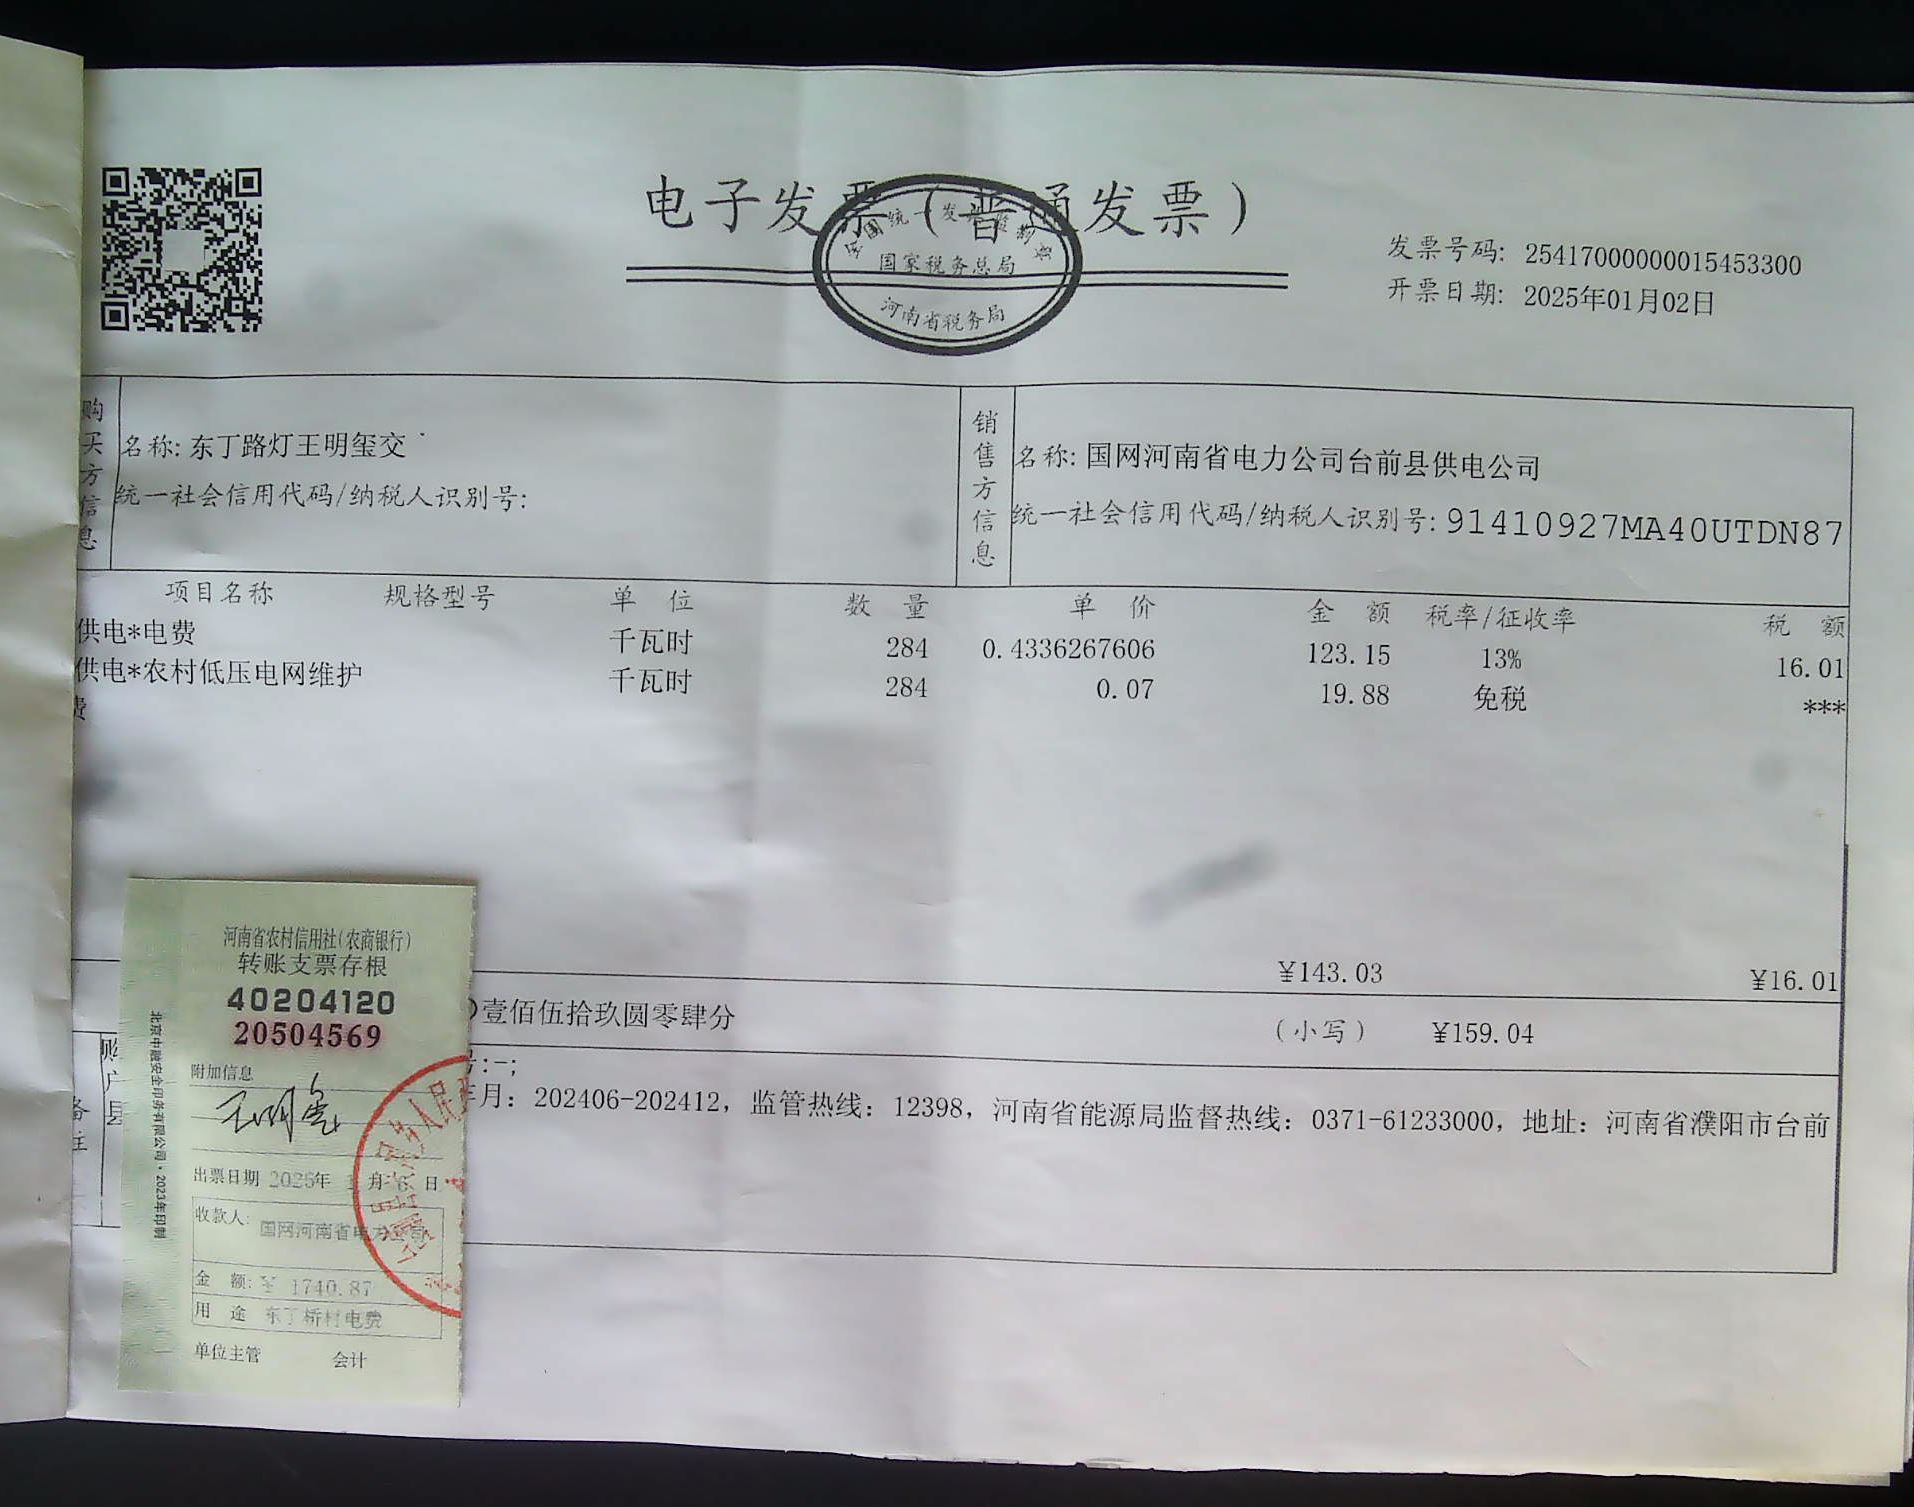 电子发票（普通发票）
全国统一发票监制章
国家税务总局
河南省税务局
发票号码: 25417000000015453300
开票日期: 2025年01月02日
购买方信息
名称: 东丁路灯王明玺交
统一社会信用代码/纳税人识别号:
销售方信息
名称: 国网河南省电力公司台前县供电公司
统一社会信用代码/纳税人识别号: 91410927MA40UTDN87
项目名称 规格型号 单 位 数 量 单 价 金 额 税率/征收率 税 额
供电*电费 千瓦时 284 0.4336267606 123.15 13% 16.01
供电*农村低压电网维护 千瓦时 284 0.07 19.88 免税 ***
费
¥143.03 ¥16.01
壹佰伍拾玖圆零肆分 （小写） ¥159.04
备注
购
户
县
号:-;
年月：202406-202412，监管热线：12398，河南省能源局监督热线：0371-61233000，地址：河南省濮阳市台前
河南省农村信用社(农商银行)
转账支票存根
40204120
20504569
附加信息
王明玺
出票日期 2025年 月 6 日
收款人: 国网河南省电力公司
金 额: ¥ 1740.87
用 途 东丁桥村电费
单位主管 会计
北京中融安全印务有限公司·2023年印制